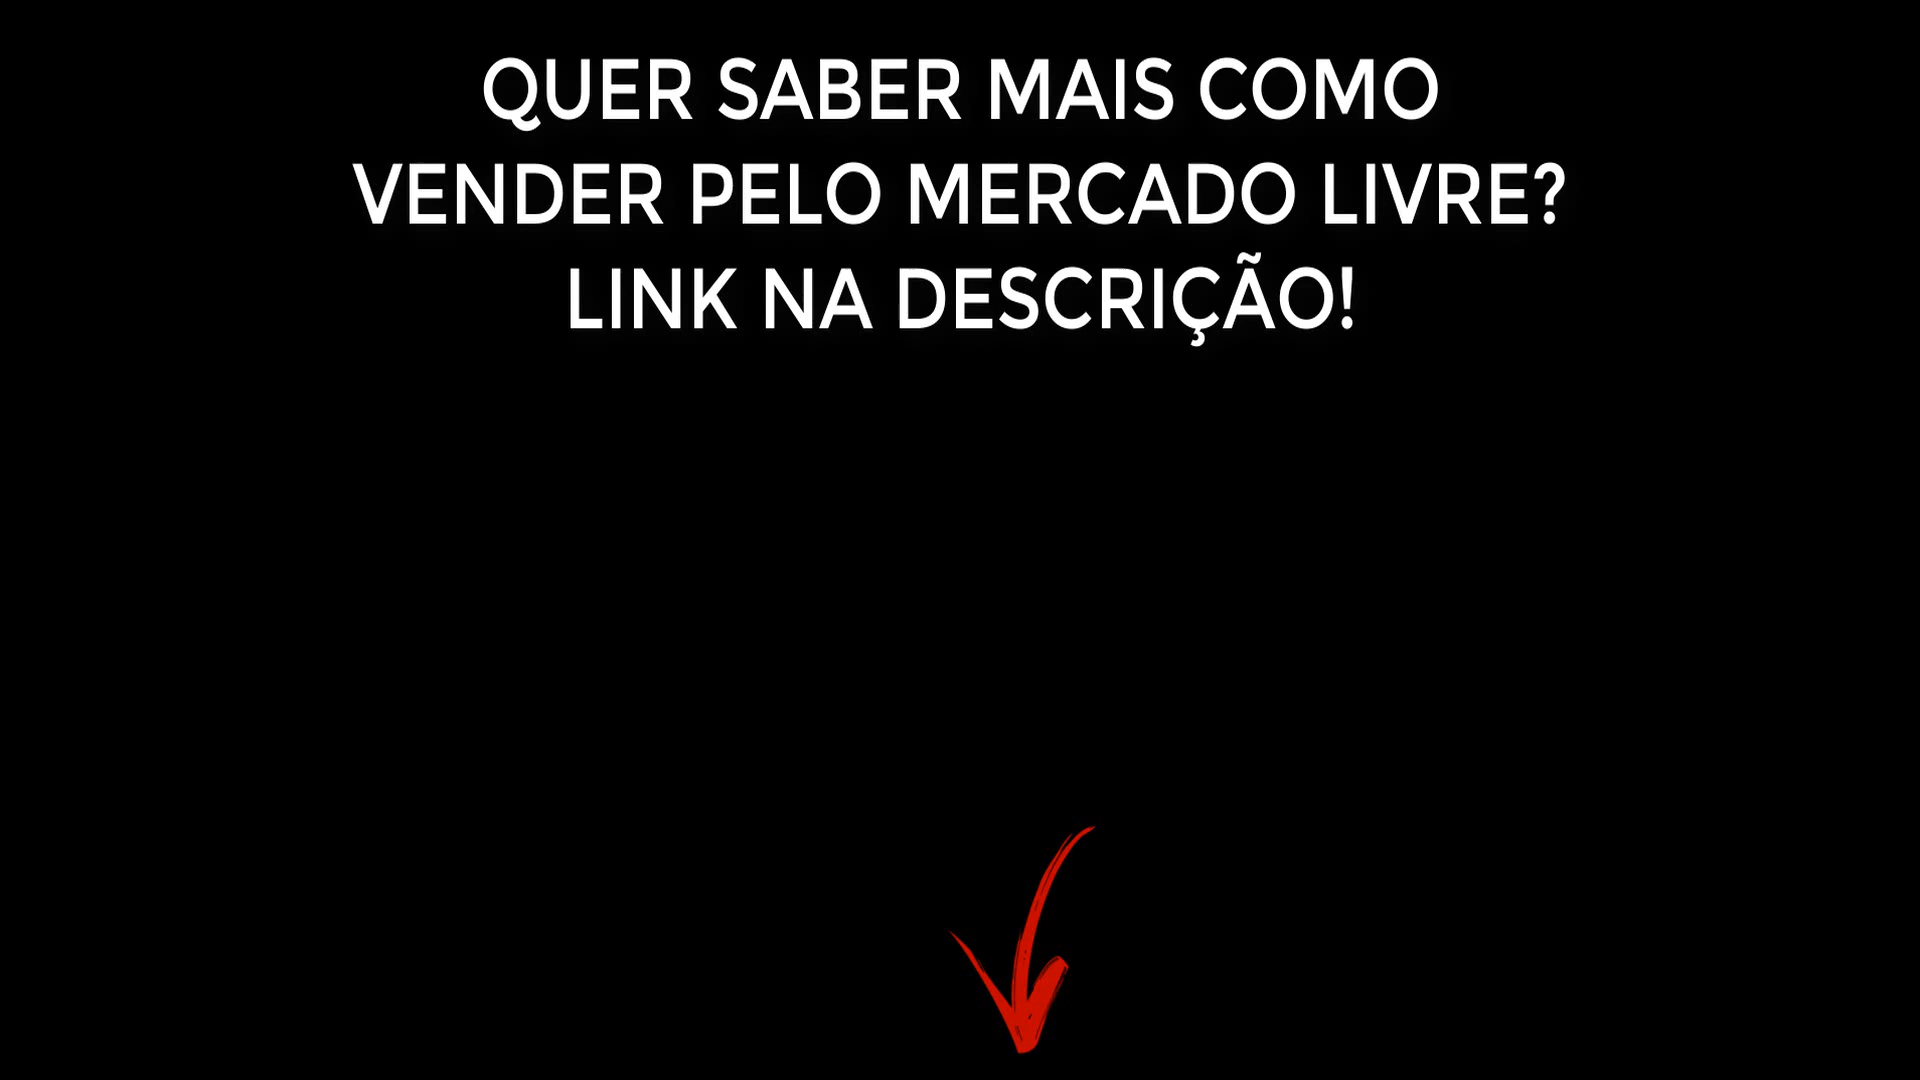 QUER SABER MAIS COMO
VENDER PELO MERCADO LIVRE?
LINK NA DESCRIÇÃO!